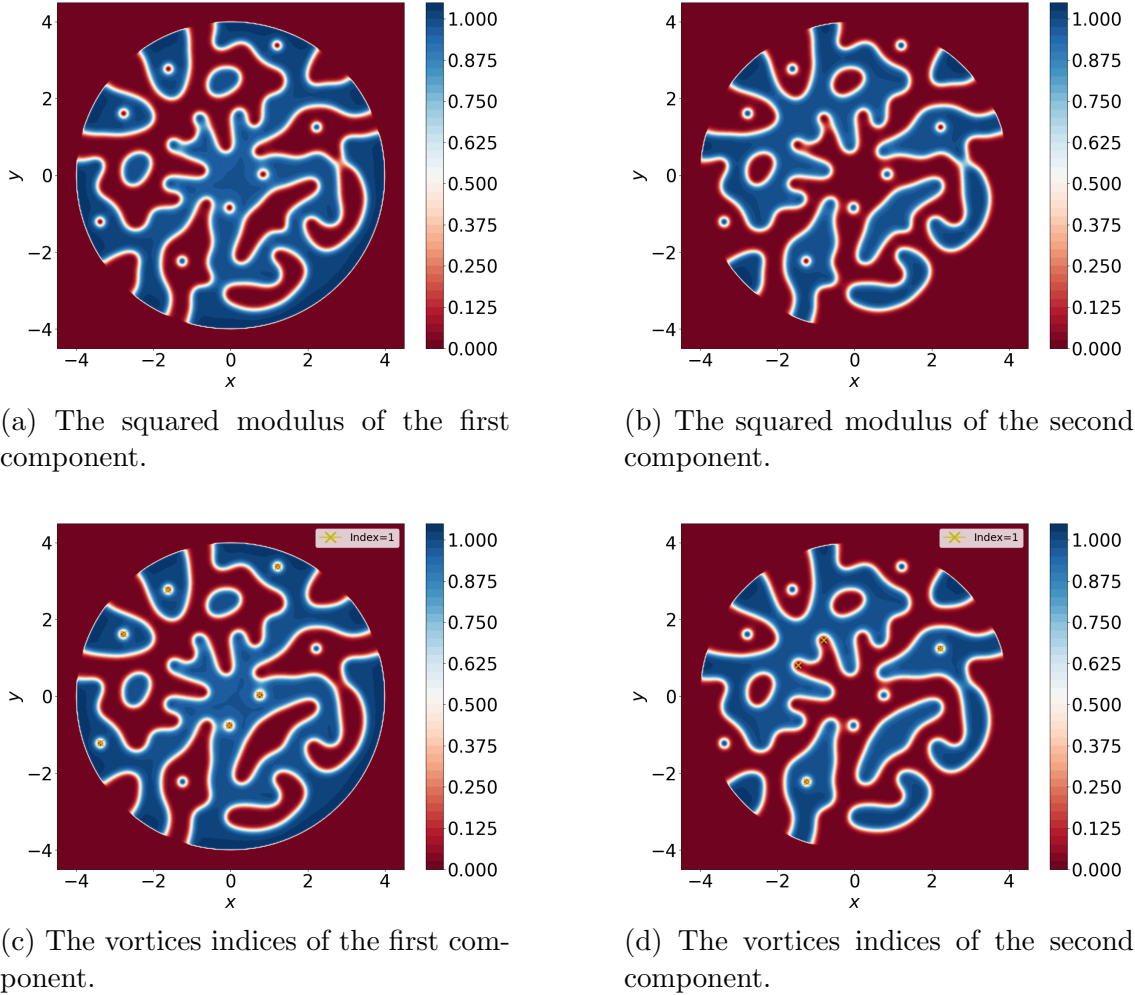 4
2
0
−2
−4
y
−4 −2 0 2 4
x
1.000
0.875
0.750
0.625
0.500
0.375
0.250
0.125
0.000
4
2
0
−2
−4
y
−4 −2 0 2 4
x
1.000
0.875
0.750
0.625
0.500
0.375
0.250
0.125
0.000
(a) The squared modulus of the first
component.
(b) The squared modulus of the second
component.
Index=1
4
2
0
−2
−4
y
−4 −2 0 2 4
x
1.000
0.875
0.750
0.625
0.500
0.375
0.250
0.125
0.000
Index=1
4
2
0
−2
−4
y
−4 −2 0 2 4
x
1.000
0.875
0.750
0.625
0.500
0.375
0.250
0.125
0.000
(c) The vortices indices of the first com-
ponent.
(d) The vortices indices of the second
component.